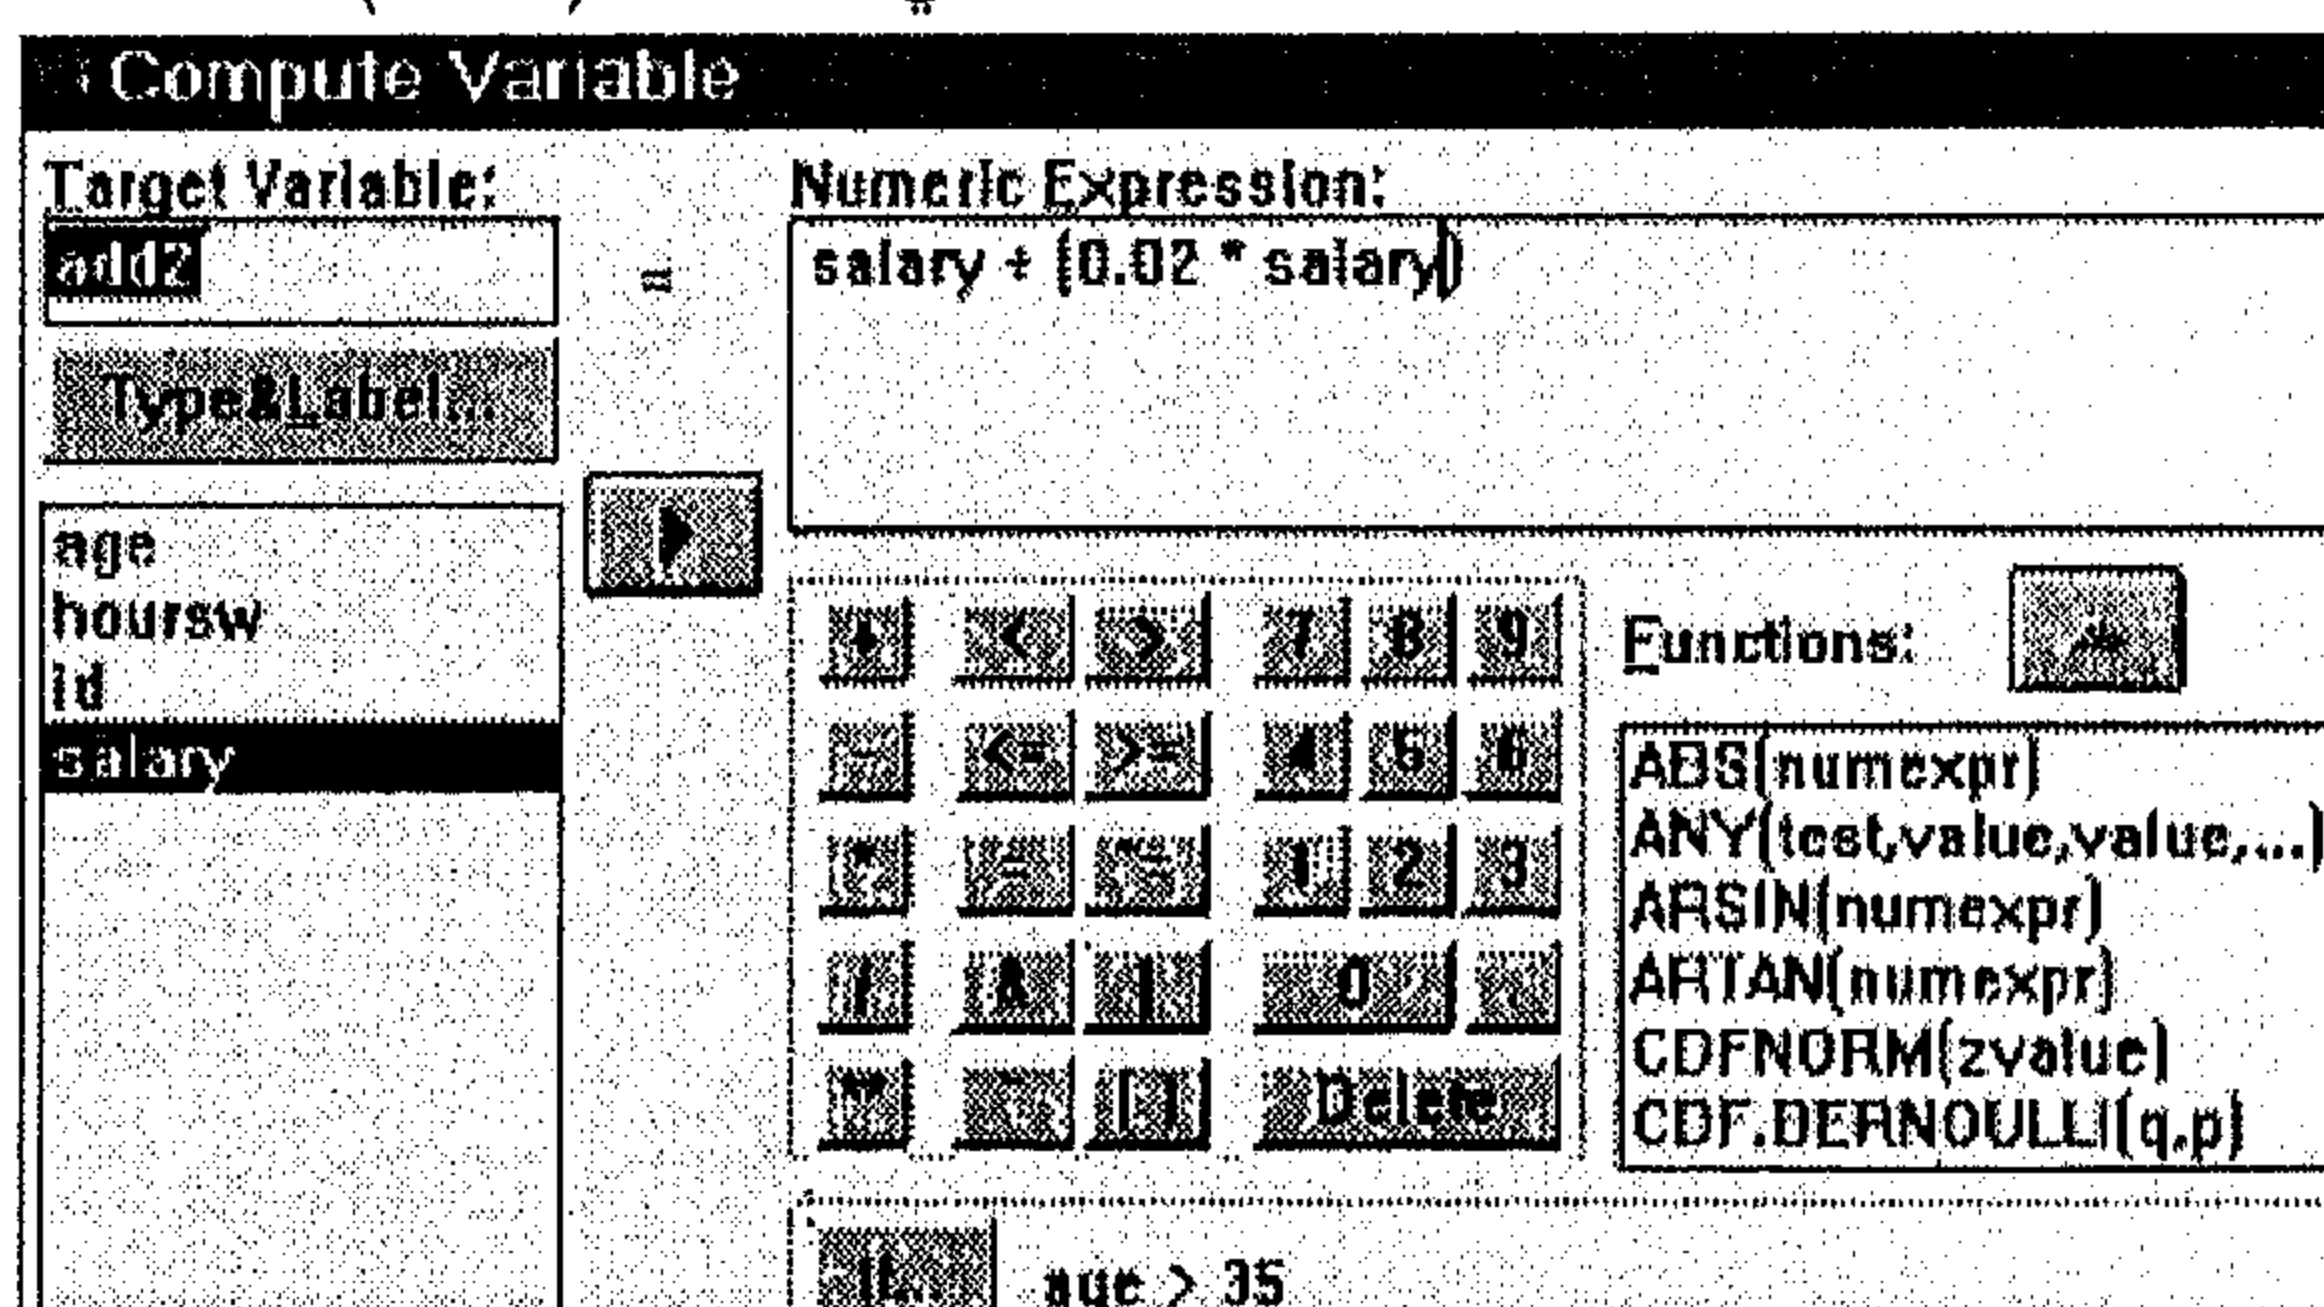 Compute Variable
Target Variable:
add2
=
Numeric Expression:
salary + (0.02 * salary)
Type&Label...
age
hoursw
id
salary
+ < > 7 8 9
- <= >= 4 5 6
* = ~= 1 2 3
/ & | 0 .
** ~ ( ) Delete
Functions:
ABS(numexpr)
ANY(test,value,value,...)
ARSIN(numexpr)
ARTAN(numexpr)
CDFNORM(zvalue)
CDF.BERNOULLI(q,p)
If...
age > 35